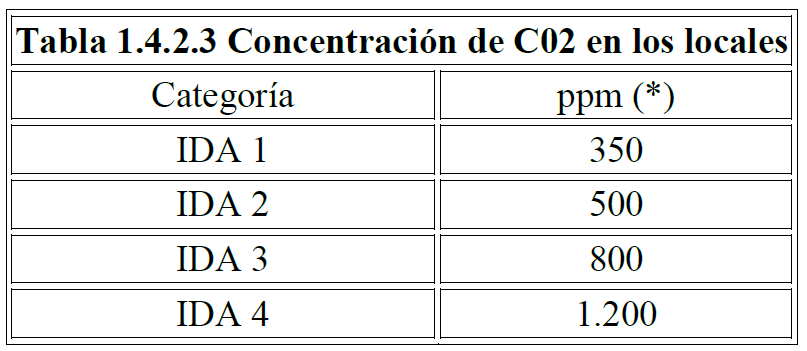 Tabla 1.4.2.3 Concentración de C02 en los locales
Categoría ppm (*)
IDA 1 350
IDA 2 500
IDA 3 800
IDA 4 1.200